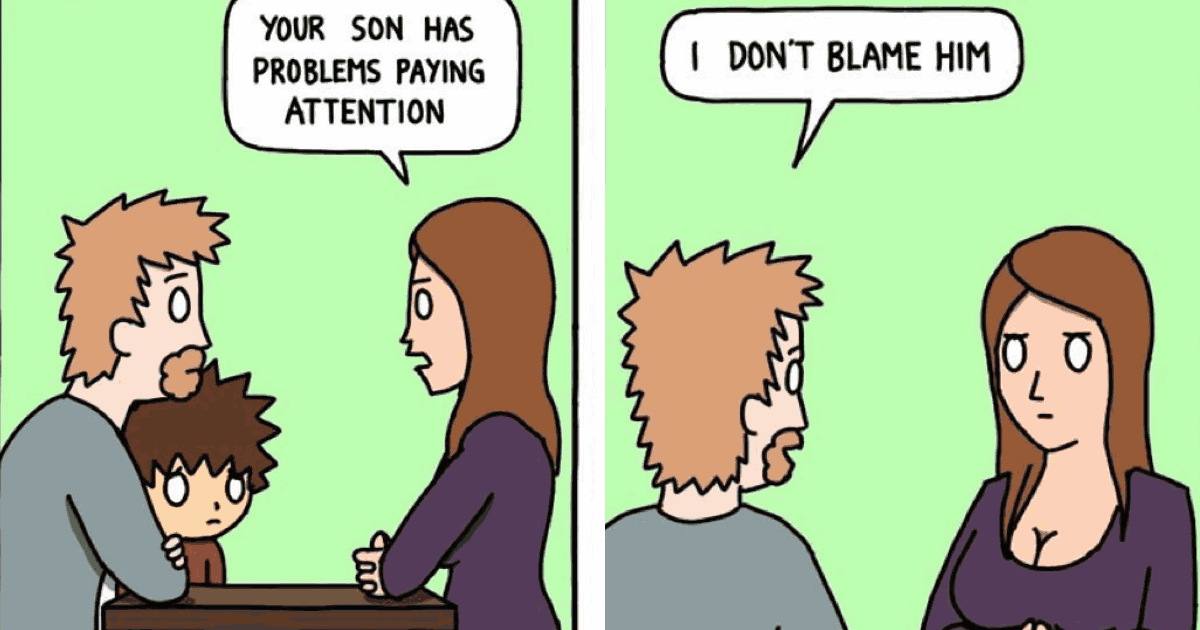 YOUR SON HAS
PROBLEMS PAYING
ATTENTION
I DON'T BLAME HIM